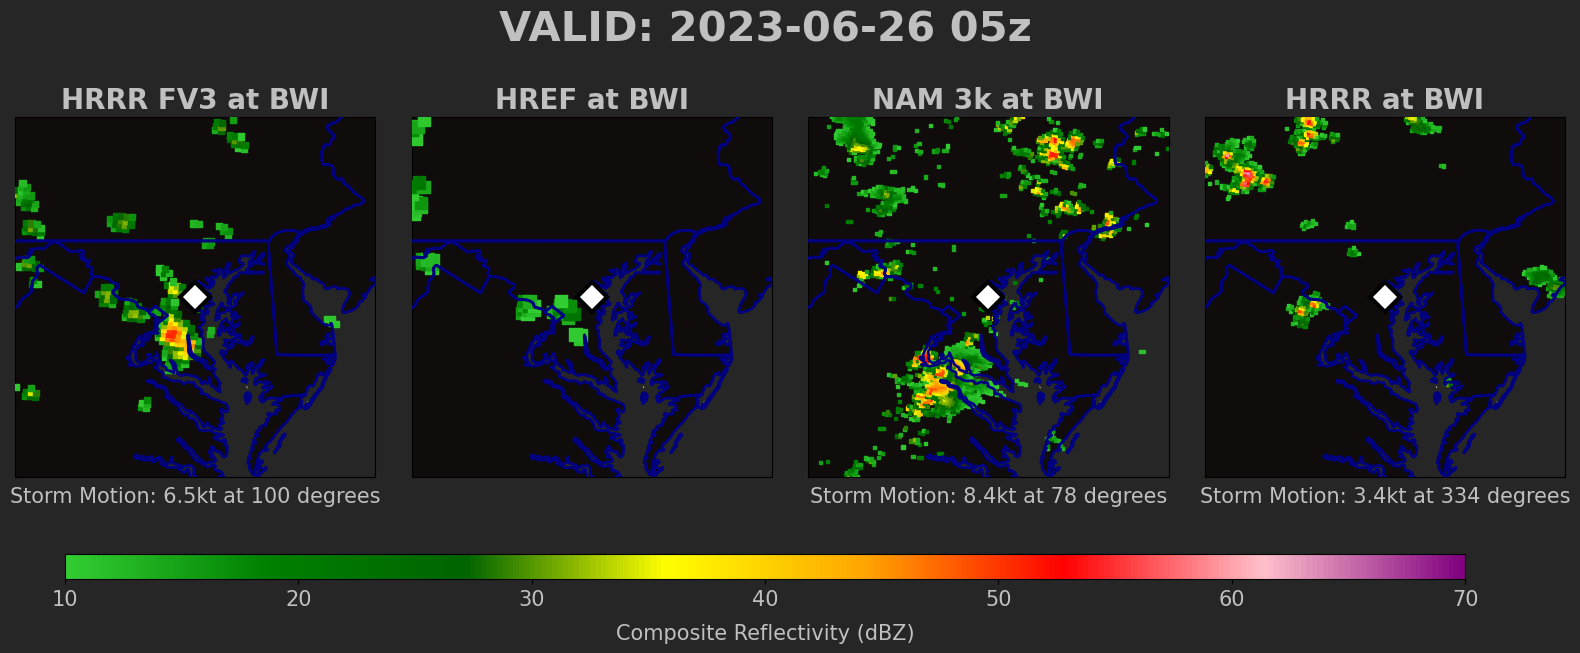 VALID: 2023-06-26 05z
HRRR FV3 at BWI
HREF at BWI
NAM 3k at BWI
HRRR at BWI
Storm Motion: 6.5kt at 100 degrees
Storm Motion: 8.4kt at 78 degrees
Storm Motion: 3.4kt at 334 degrees
10 20 30 40 50 60 70
Composite Reflectivity (dBZ)